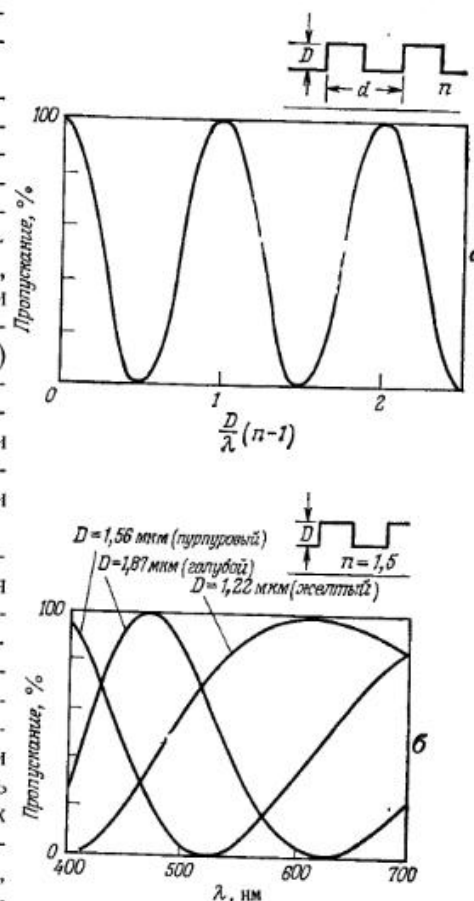 D
d
n
100
Пропускание, %
0
1
2
D/λ (n-1)
и
)
D = 1,56 мкм (пурпуровый)
D = 1,87 мкм (голубой)
D = 1,22 мкм (желтый)
D
n = 1,5
100
Пропускание, %
б
0
400
500
600
700
λ, нм